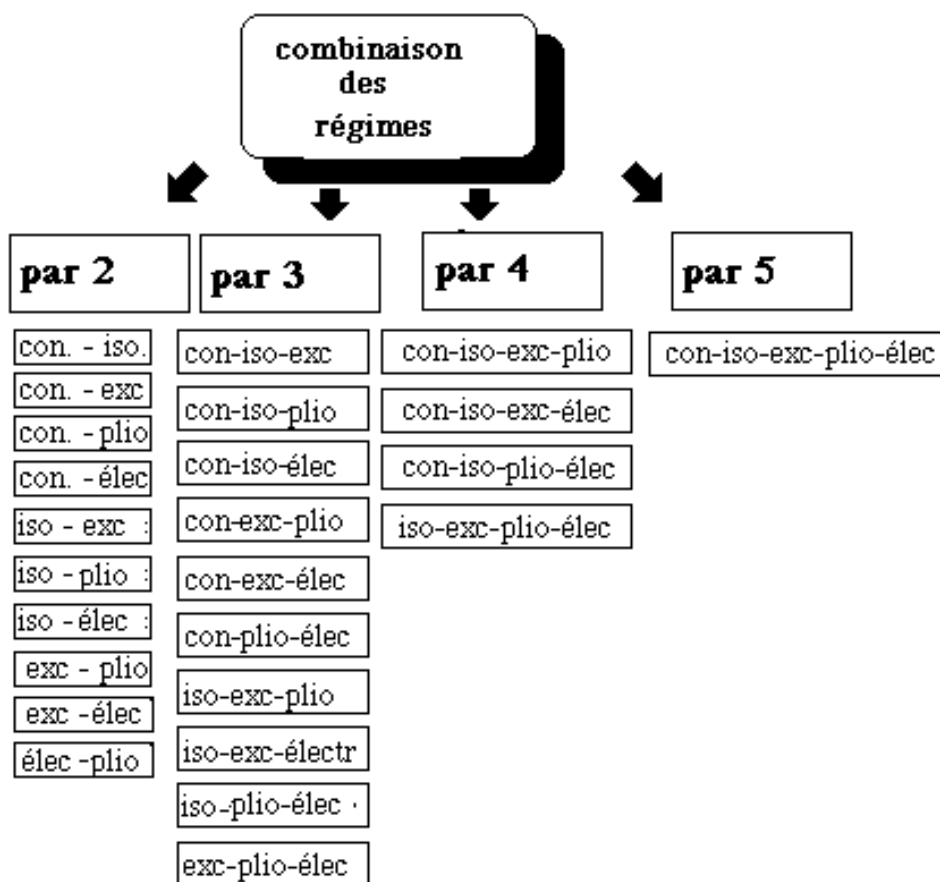 combinaison
des
régimes
par 2
con. - iso.
con. - exc
con. - plio
con. - élec
iso - exc :
iso - plio :
iso - élec :
exc - plio
exc - élec
élec - plio
par 3
con-iso-exc
con-iso-plio
con-iso-élec
con-exc-plio
con-exc-élec
con-plio-élec
iso-exc-plio
iso-exc-électr
iso-plio-élec ·
exc-plio-élec
par 4
con-iso-exc-plio
con-iso-exc-élec
con-iso-plio-élec
iso-exc-plio-élec
par 5
con-iso-exc-plio-élec